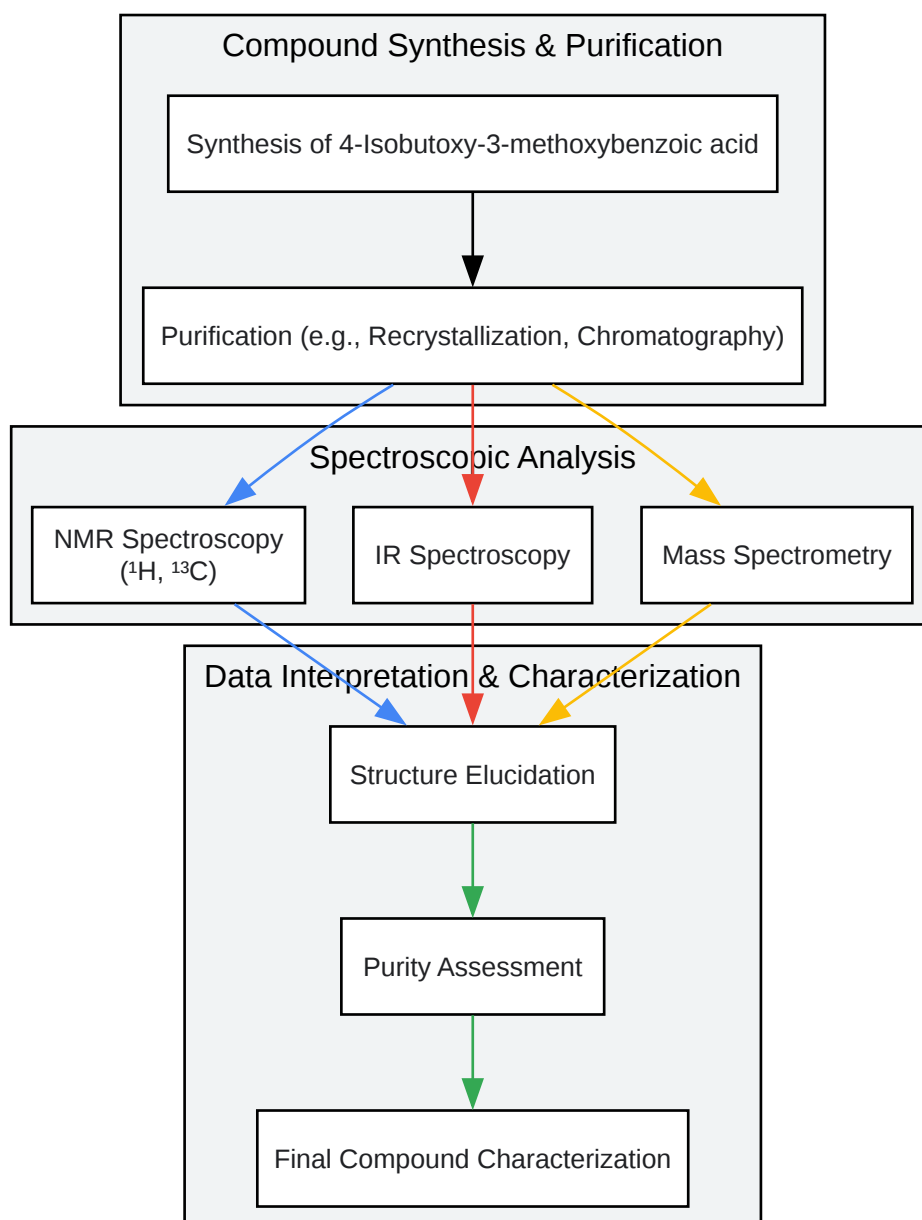 Compound Synthesis & Purification
Synthesis of 4-Isobutoxy-3-methoxybenzoic acid
Purification (e.g., Recrystallization, Chromatography)
Spectroscopic Analysis
NMR Spectroscopy
(¹H, ¹³C)
IR Spectroscopy
Mass Spectrometry
Data Interpretation & Characterization
Structure Elucidation
Purity Assessment
Final Compound Characterization